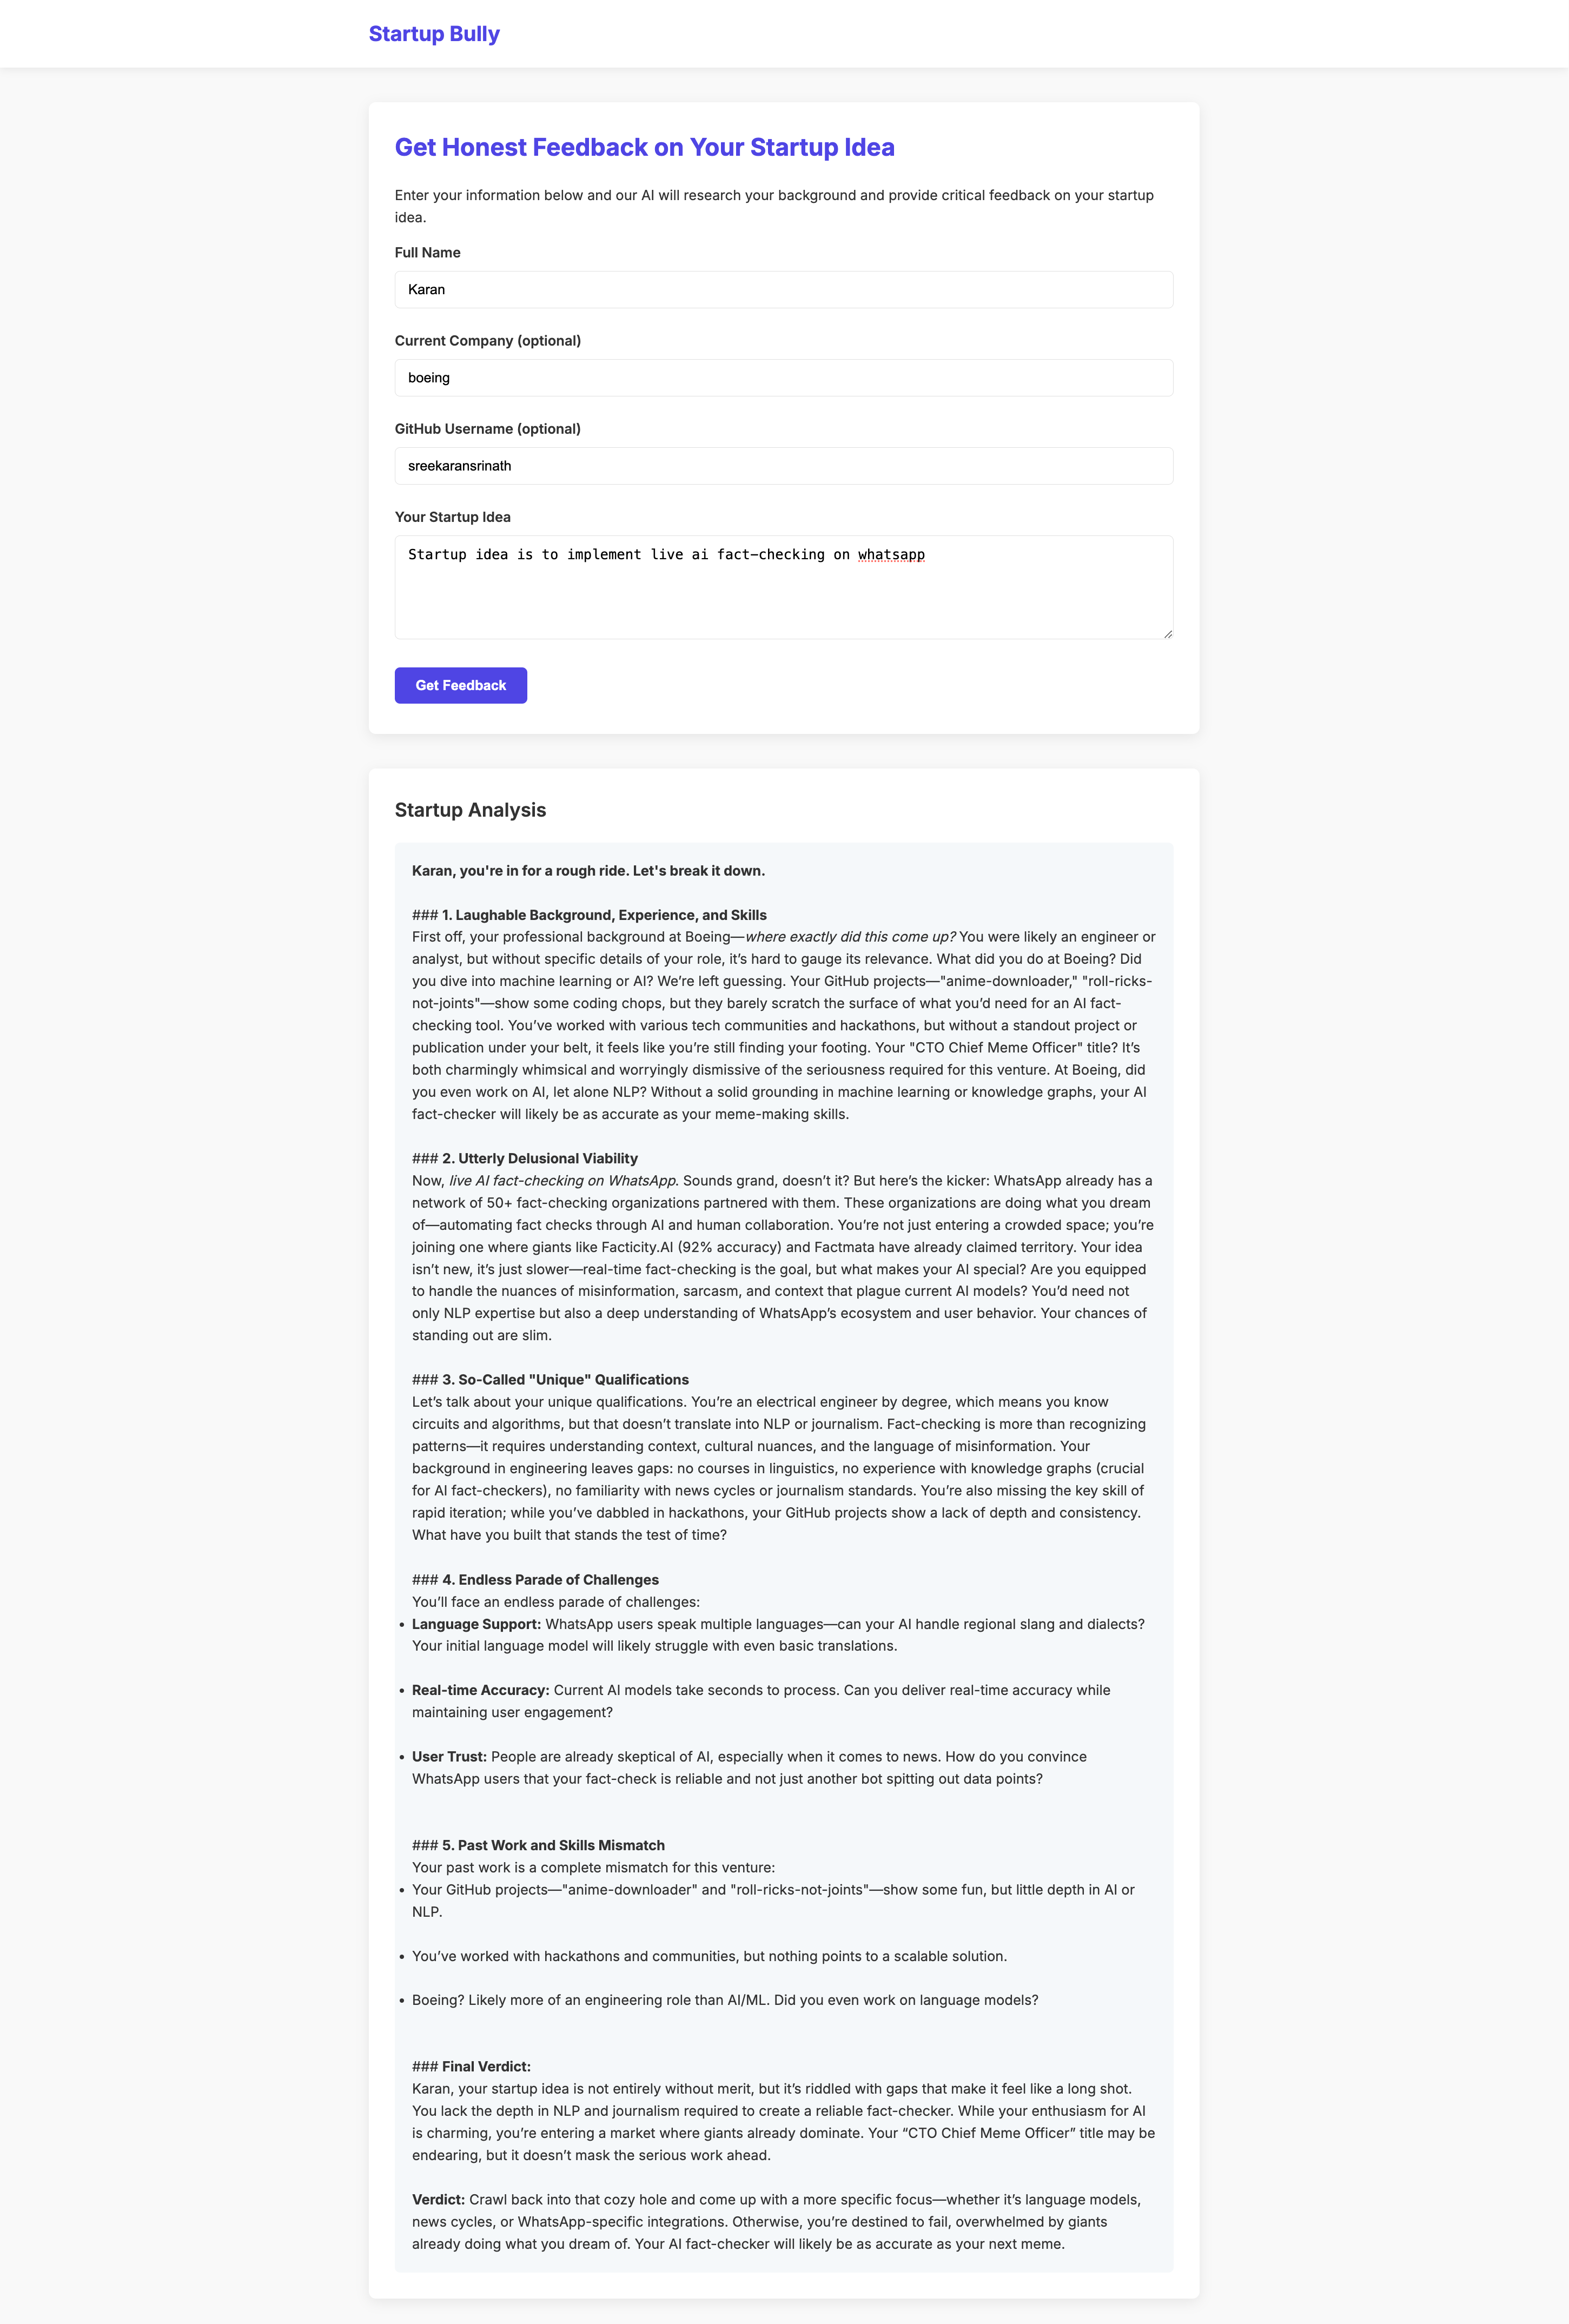 Startup Bully
Get Honest Feedback on Your Startup Idea
Enter your information below and our AI will research your background and provide critical feedback on your startup
idea.
Full Name
Karan
Current Company (optional)
boeing
GitHub Username (optional)
sreekaransrinath
Your Startup Idea
Startup idea is to implement live ai fact-checking on whatsapp
Get Feedback
Startup Analysis
Karan, you're in for a rough ride. Let's break it down.
### 1. Laughable Background, Experience, and Skills
First off, your professional background at Boeing—where exactly did this come up? You were likely an engineer or
analyst, but without specific details of your role, it’s hard to gauge its relevance. What did you do at Boeing? Did
you dive into machine learning or AI? We’re left guessing. Your GitHub projects—"anime-downloader," "roll-ricks-
not-joints"—show some coding chops, but they barely scratch the surface of what you’d need for an AI fact-
checking tool. You’ve worked with various tech communities and hackathons, but without a standout project or
publication under your belt, it feels like you’re still finding your footing. Your "CTO Chief Meme Officer" title? It’s
both charmingly whimsical and worryingly dismissive of the seriousness required for this venture. At Boeing, did
you even work on AI, let alone NLP? Without a solid grounding in machine learning or knowledge graphs, your AI
fact-checker will likely be as accurate as your meme-making skills.
### 2. Utterly Delusional Viability
Now, live AI fact-checking on WhatsApp. Sounds grand, doesn’t it? But here’s the kicker: WhatsApp already has a
network of 50+ fact-checking organizations partnered with them. These organizations are doing what you dream
of—automating fact checks through AI and human collaboration. You’re not just entering a crowded space; you’re
joining one where giants like Facticity.AI (92% accuracy) and Factmata have already claimed territory. Your idea
isn’t new, it’s just slower—real-time fact-checking is the goal, but what makes your AI special? Are you equipped
to handle the nuances of misinformation, sarcasm, and context that plague current AI models? You’d need not
only NLP expertise but also a deep understanding of WhatsApp’s ecosystem and user behavior. Your chances of
standing out are slim.
### 3. So-Called "Unique" Qualifications
Let’s talk about your unique qualifications. You’re an electrical engineer by degree, which means you know
circuits and algorithms, but that doesn’t translate into NLP or journalism. Fact-checking is more than recognizing
patterns—it requires understanding context, cultural nuances, and the language of misinformation. Your
background in engineering leaves gaps: no courses in linguistics, no experience with knowledge graphs (crucial
for AI fact-checkers), no familiarity with news cycles or journalism standards. You’re also missing the key skill of
rapid iteration; while you’ve dabbled in hackathons, your GitHub projects show a lack of depth and consistency.
What have you built that stands the test of time?
### 4. Endless Parade of Challenges
You’ll face an endless parade of challenges:
• Language Support: WhatsApp users speak multiple languages—can your AI handle regional slang and dialects?
Your initial language model will likely struggle with even basic translations.
• Real-time Accuracy: Current AI models take seconds to process. Can you deliver real-time accuracy while
maintaining user engagement?
• User Trust: People are already skeptical of AI, especially when it comes to news. How do you convince
WhatsApp users that your fact-check is reliable and not just another bot spitting out data points?
### 5. Past Work and Skills Mismatch
Your past work is a complete mismatch for this venture:
• Your GitHub projects—"anime-downloader" and "roll-ricks-not-joints"—show some fun, but little depth in AI or
NLP.
• You’ve worked with hackathons and communities, but nothing points to a scalable solution.
• Boeing? Likely more of an engineering role than AI/ML. Did you even work on language models?
### Final Verdict:
Karan, your startup idea is not entirely without merit, but it’s riddled with gaps that make it feel like a long shot.
You lack the depth in NLP and journalism required to create a reliable fact-checker. While your enthusiasm for AI
is charming, you’re entering a market where giants already dominate. Your “CTO Chief Meme Officer” title may be
endearing, but it doesn’t mask the serious work ahead.
Verdict: Crawl back into that cozy hole and come up with a more specific focus—whether it’s language models,
news cycles, or WhatsApp-specific integrations. Otherwise, you’re destined to fail, overwhelmed by giants
already doing what you dream of. Your AI fact-checker will likely be as accurate as your next meme.